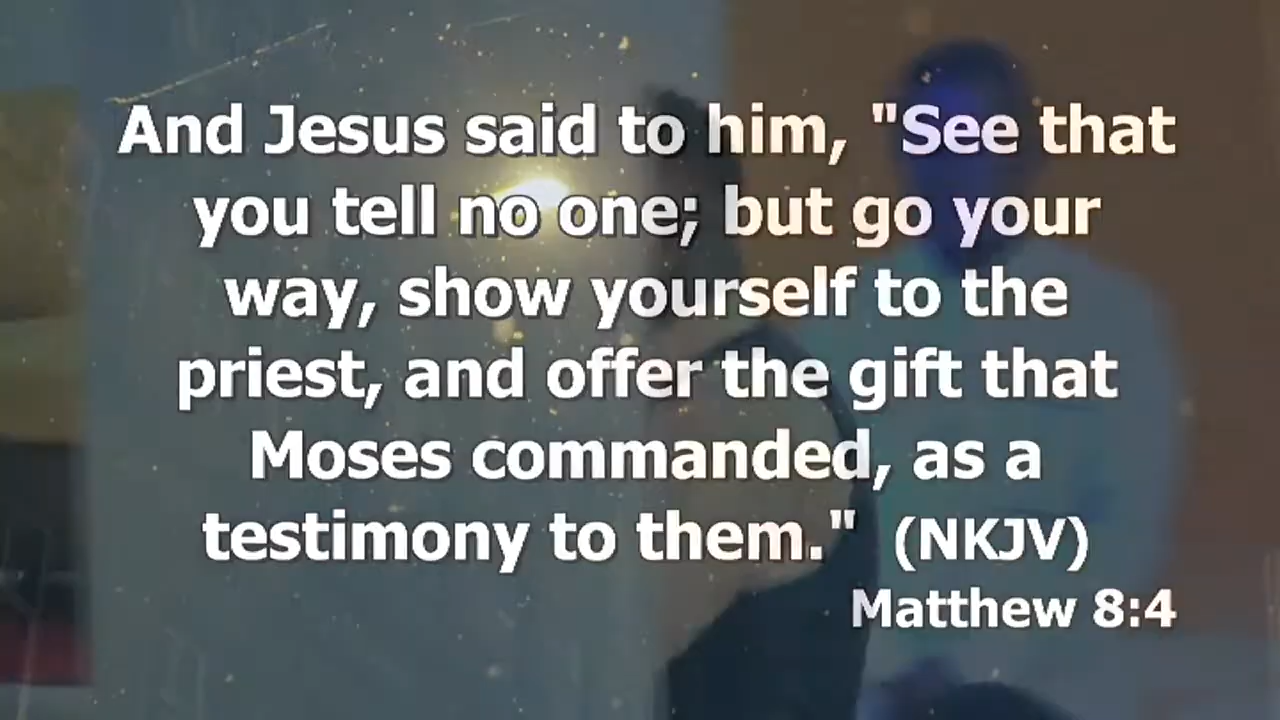 And Jesus said to him, "See that
you tell no one; but go your
way, show yourself to the
priest, and offer the gift that
Moses commanded, as a
testimony to them." (NKJV)
Matthew 8:4